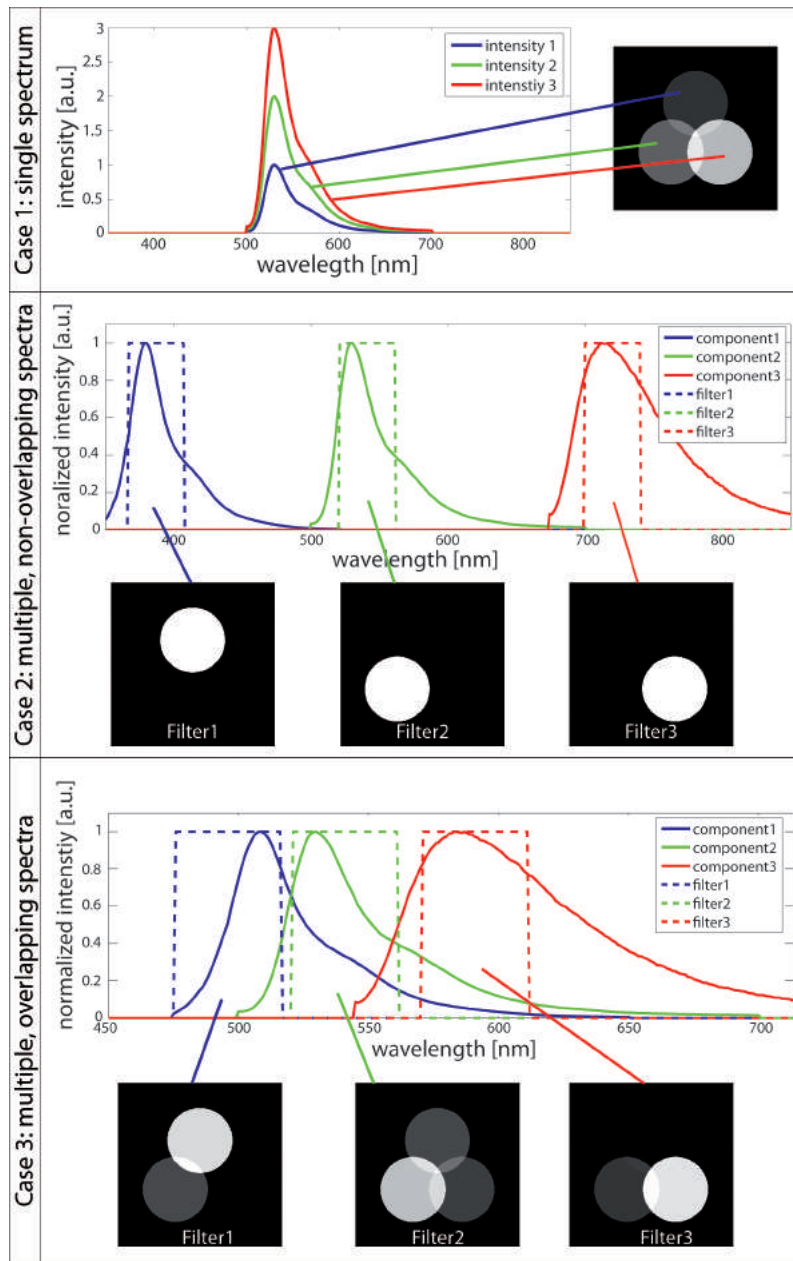 Case 1: single spectrum
intensity [a.u.]
3
2.5
2
1.5
1
0.5
0
intensity 1
intensity 2
intenstiy 3
400 500 600 700 800
wavelegth [nm]
Case 2: multiple, non-overlapping spectra
noralized intensity [a.u.]
1
0.8
0.6
0.4
0.2
0
component1
component2
component3
filter1
filter2
filter3
400 500 600 700 800
wavelength [nm]
Filter1
Filter2
Filter3
Case 3: multiple, overlapping spectra
normalized intenstiy [a.u.]
1
0.8
0.6
0.4
0.2
0
component1
component2
component3
filter1
filter2
filter3
450 500 550 600 650 700
wavelength [nm]
Filter1
Filter2
Filter3